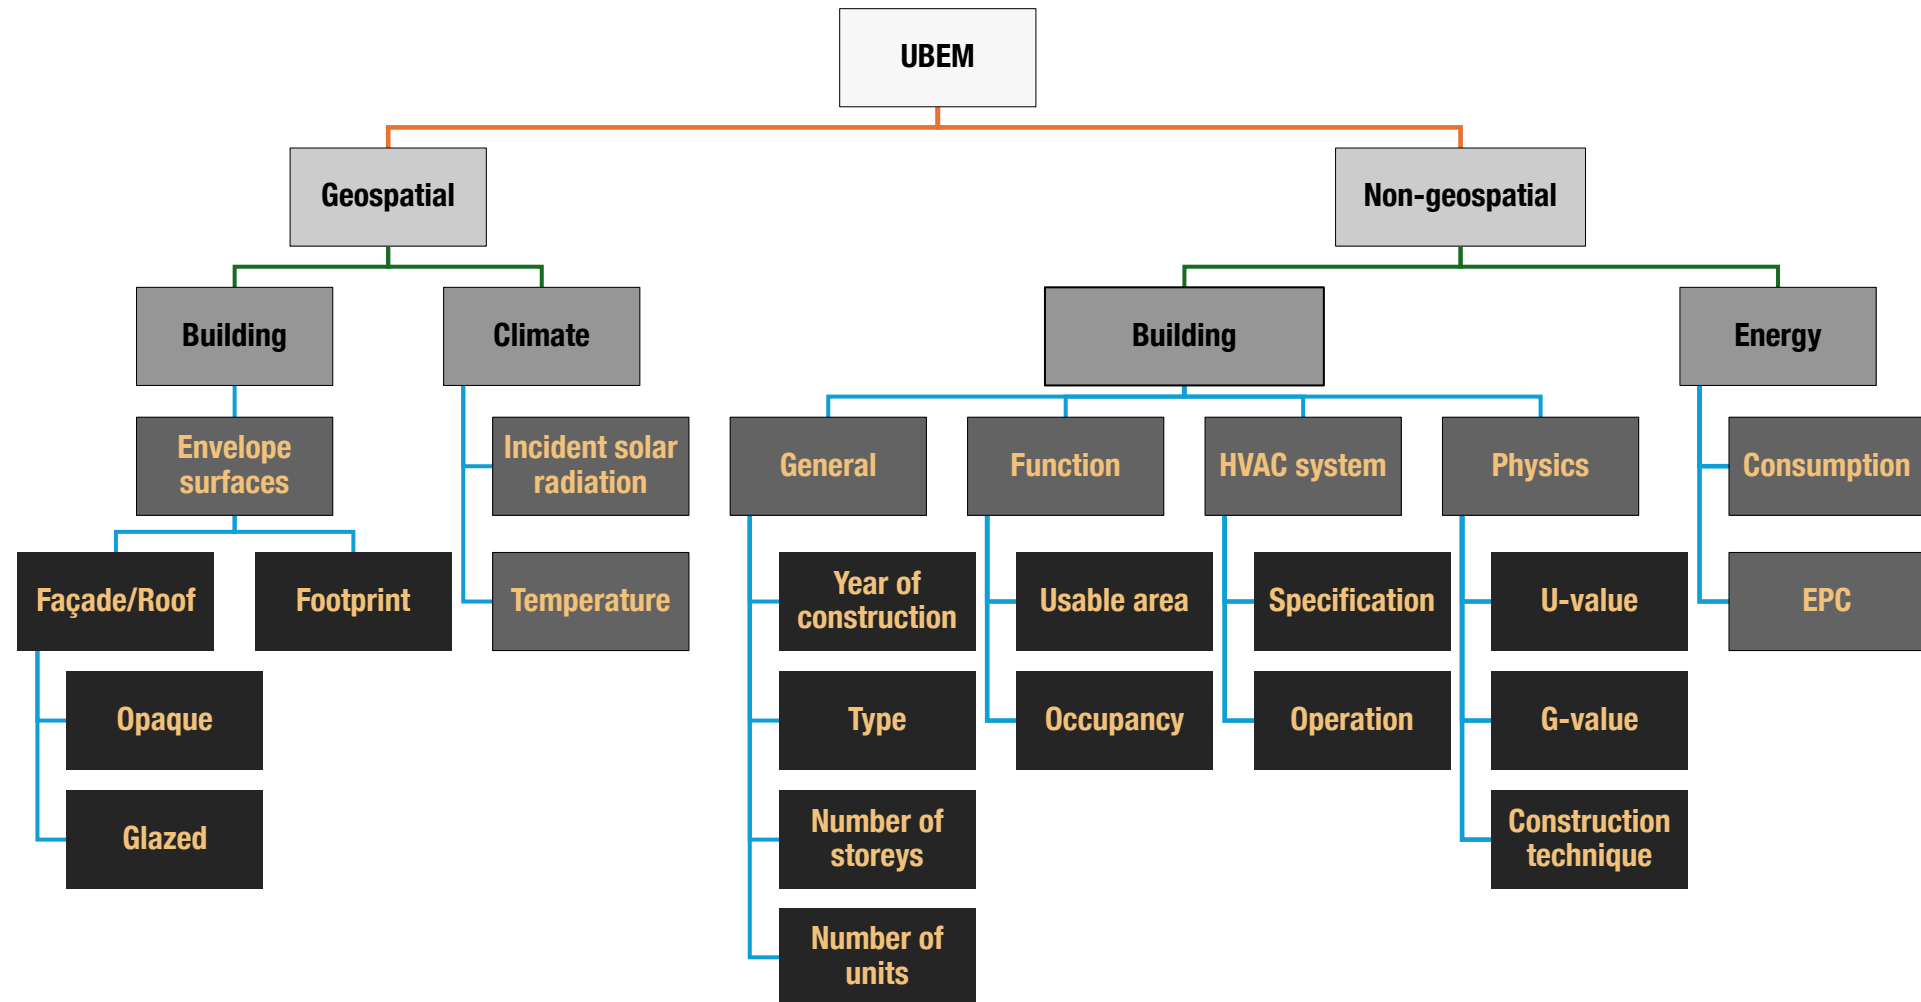 UBEM
Geospatial
Non-geospatial
Building
Climate
Building
Energy
Envelope
surfaces
Incident solar
radiation
General
Function
HVAC system
Physics
Consumption
Façade/Roof
Footprint
Temperature
Year of
construction
Usable area
Specification
U-value
EPC
Opaque
Type
Occupancy
Operation
G-value
Glazed
Number of
storeys
Construction
technique
Number of
units